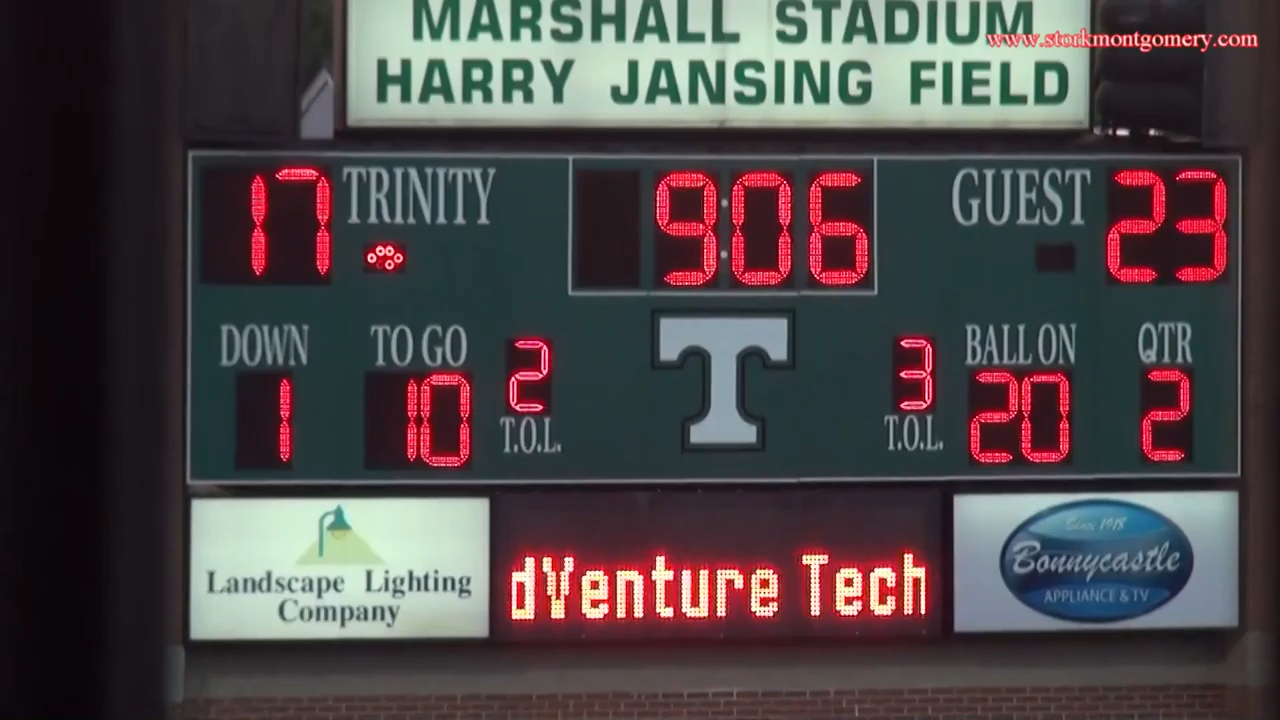 MARSHALL STADIUM
www.storkmontgomery.com
HARRY JANSING FIELD
17 TRINITY 9:06 GUEST 23
DOWN TO GO 2 3 BALL ON QTR
1 10 T.O.L. T T.O.L. 20 2
Landscape Lighting
Company
dVenture Tech
Since 1918
Bonnycastle
APPLIANCE & TV